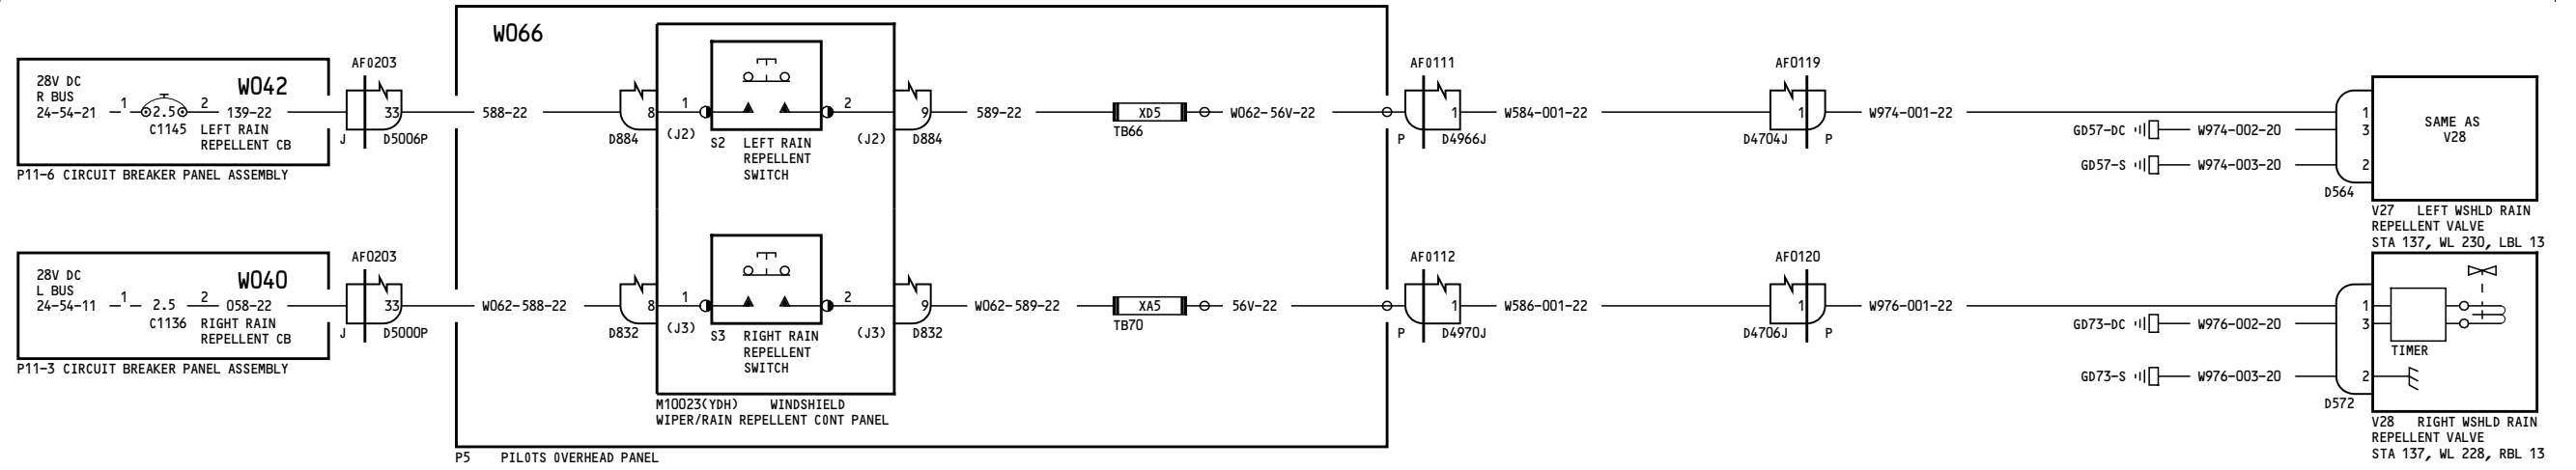 W066
28V DC
R BUS
24-54-21
1
2.5
C1145
2
139-22
W042
LEFT RAIN
REPELLENT CB
P11-6 CIRCUIT BREAKER PANEL ASSEMBLY
AF0203
33
J
D5006P
588-22
8
D884
1
(J2)
S2
LEFT RAIN
REPELLENT
SWITCH
2
(J2)
9
D884
589-22
XD5
TB66
W062-56V-22
AF0111
1
P
D4966J
W584-001-22
AF0119
1
D4704J
P
W974-001-22
GD57-DC
W974-002-20
GD57-S
W974-003-20
1
3
2
D564
SAME AS
V28
V27 LEFT WSHLD RAIN
REPELLENT VALVE
STA 137, WL 230, LBL 13
28V DC
L BUS
24-54-11
1
2.5
C1136
2
058-22
W040
RIGHT RAIN
REPELLENT CB
P11-3 CIRCUIT BREAKER PANEL ASSEMBLY
AF0203
33
J
D5000P
W062-588-22
8
D832
1
(J3)
S3
RIGHT RAIN
REPELLENT
SWITCH
2
(J3)
9
D832
W062-589-22
XA5
TB70
56V-22
AF0112
1
P
D4970J
W586-001-22
AF0120
1
D4706J
P
W976-001-22
GD73-DC
W976-002-20
GD73-S
W976-003-20
1
3
2
D572
TIMER
V28 RIGHT WSHLD RAIN
REPELLENT VALVE
STA 137, WL 228, RBL 13
M10023(YDH) WINDSHIELD
WIPER/RAIN REPELLENT CONT PANEL
P5 PILOTS OVERHEAD PANEL